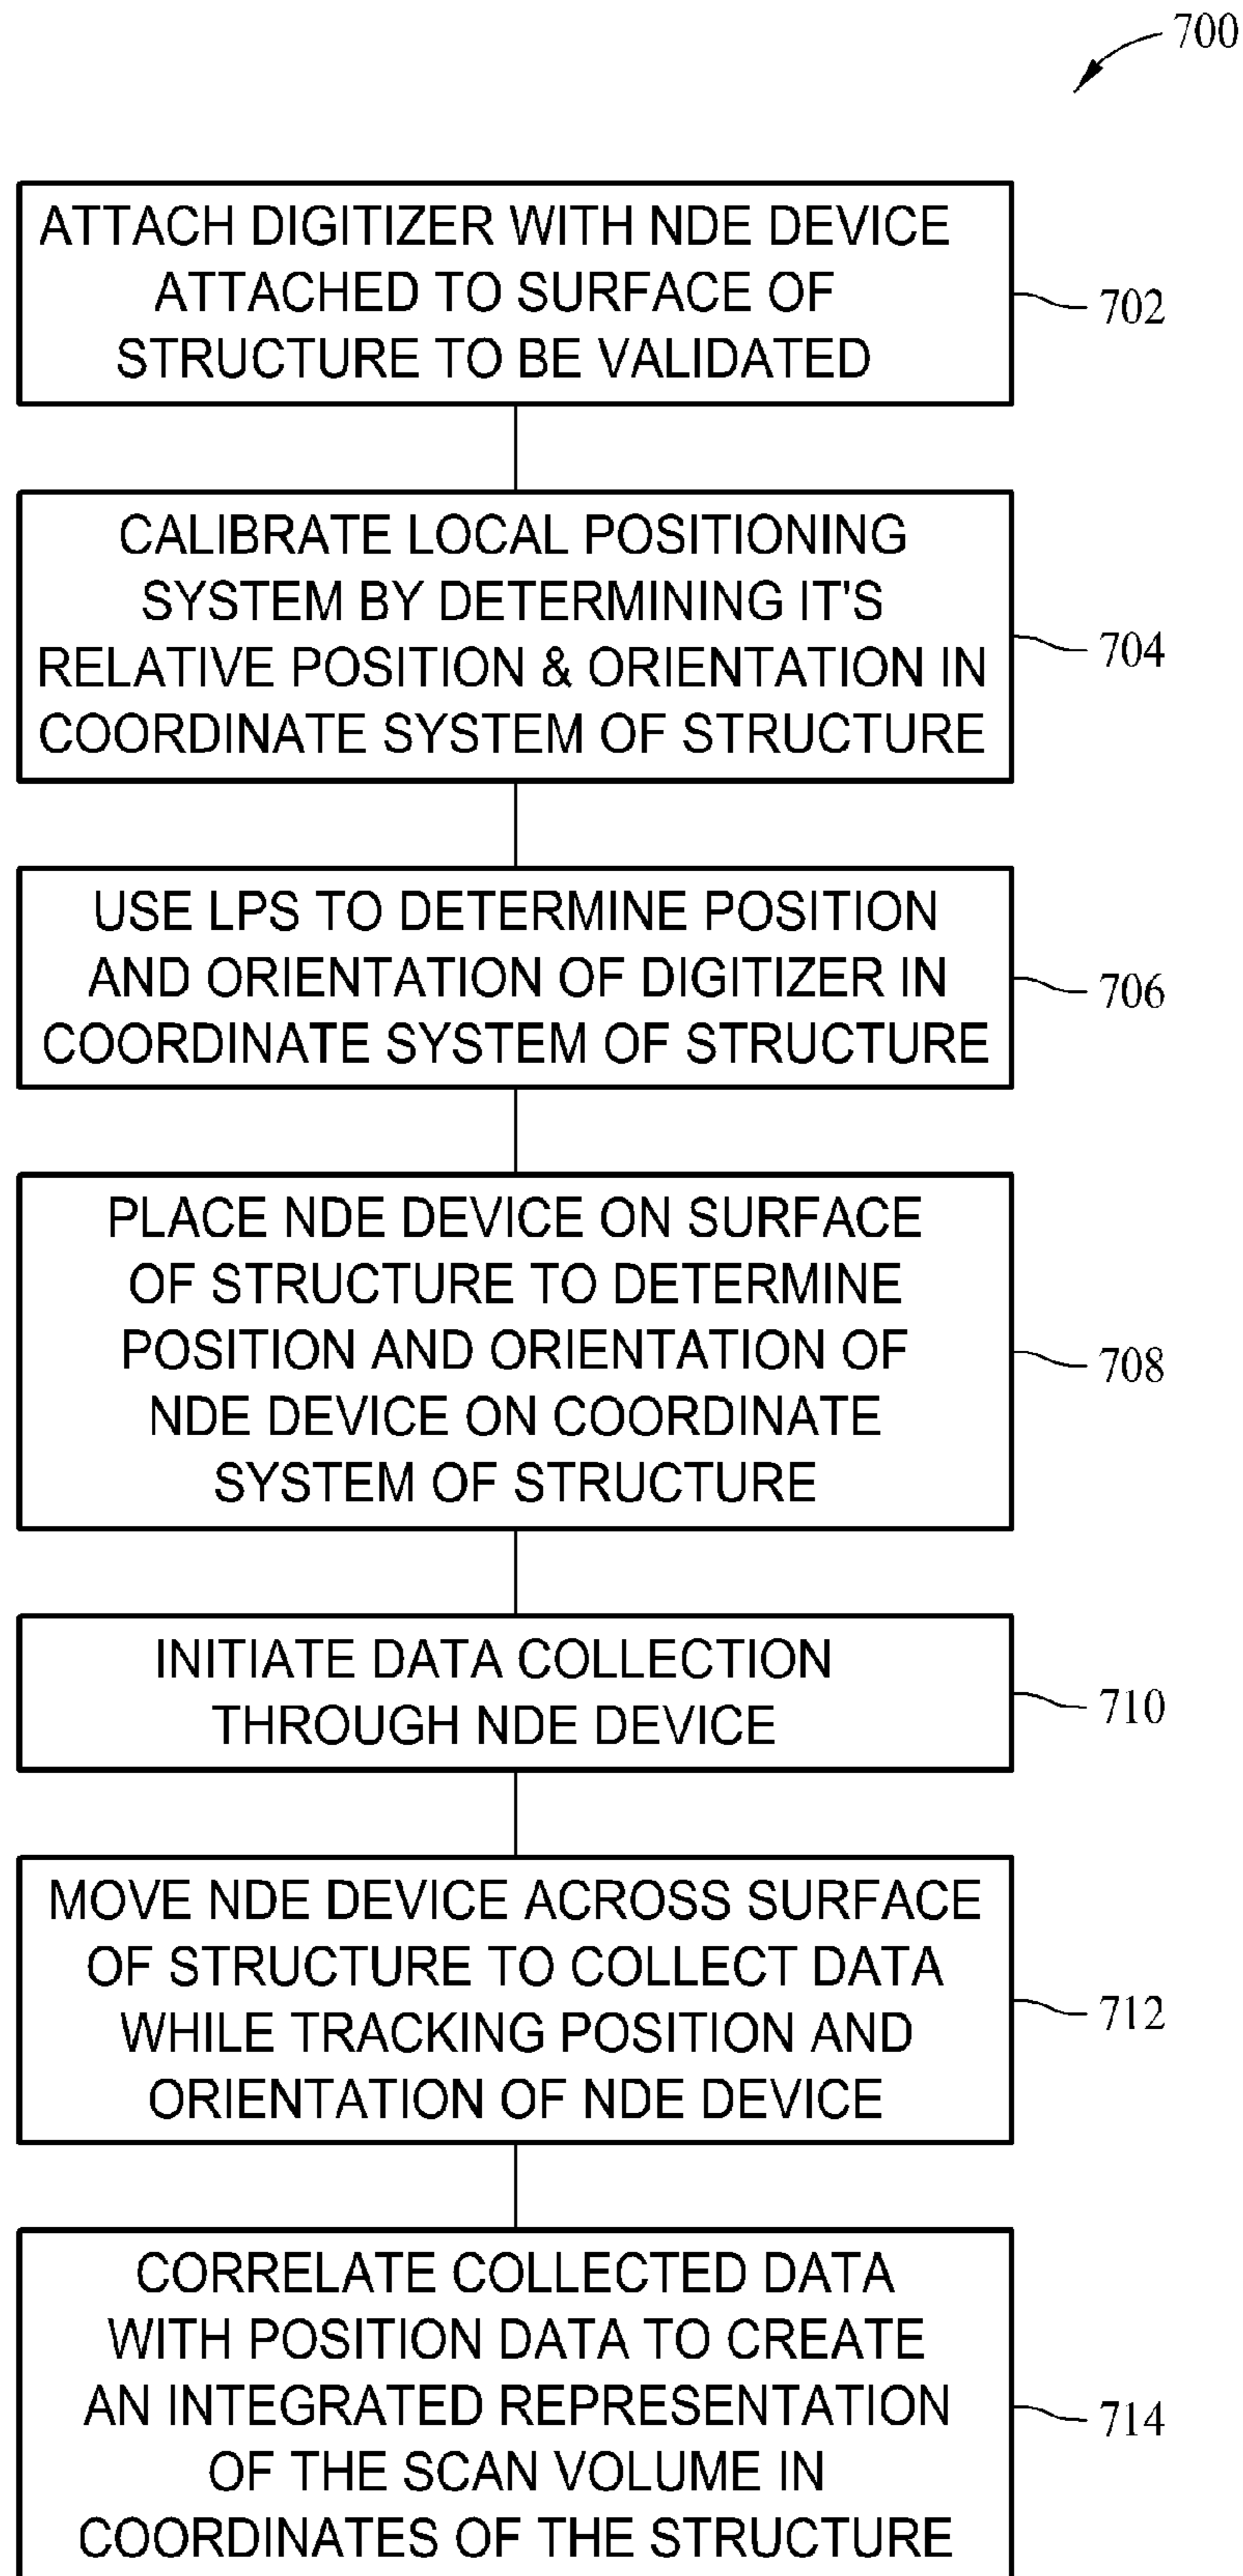 700
ATTACH DIGITIZER WITH NDE DEVICE
ATTACHED TO SURFACE OF
STRUCTURE TO BE VALIDATED
702
CALIBRATE LOCAL POSITIONING
SYSTEM BY DETERMINING IT'S
RELATIVE POSITION & ORIENTATION IN
COORDINATE SYSTEM OF STRUCTURE
704
USE LPS TO DETERMINE POSITION
AND ORIENTATION OF DIGITIZER IN
COORDINATE SYSTEM OF STRUCTURE
706
PLACE NDE DEVICE ON SURFACE
OF STRUCTURE TO DETERMINE
POSITION AND ORIENTATION OF
NDE DEVICE ON COORDINATE
SYSTEM OF STRUCTURE
708
INITIATE DATA COLLECTION
THROUGH NDE DEVICE
710
MOVE NDE DEVICE ACROSS SURFACE
OF STRUCTURE TO COLLECT DATA
WHILE TRACKING POSITION AND
ORIENTATION OF NDE DEVICE
712
CORRELATE COLLECTED DATA
WITH POSITION DATA TO CREATE
AN INTEGRATED REPRESENTATION
OF THE SCAN VOLUME IN
COORDINATES OF THE STRUCTURE
714